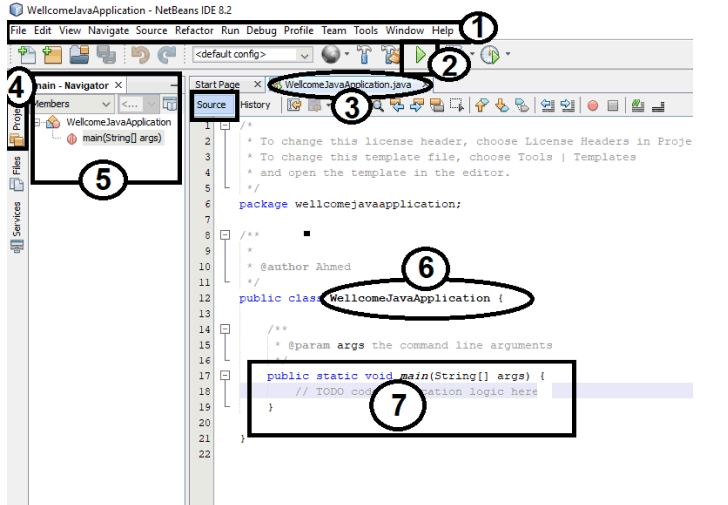 WellcomeJavaApplication - NetBeans IDE 8.2
File Edit View Navigate Source Refactor Run Debug Profile Team Tools Window Help
1
<default config>
2
4
main - Navigator
Members
<...
WellcomeJavaApplication
main(String[] args)
5
Files
Services
Start Page
WellcomeJavaApplication.java
Source
History
3
1 /*
2 * To change this license header, choose License Headers in Proje
3 * To change this template file, choose Tools | Templates
4 * and open the template in the editor.
5 */
6 package wellcomejavaapplication;
7
8 /**
9 *
10 * @author Ahmed
11 */
6
12 public class WellcomeJavaApplication {
13
14 /**
15 * @param args the command line arguments
16 */
17 public static void main(String[] args) {
18 // TODO code logic here
7
19 }
20
21 }
22